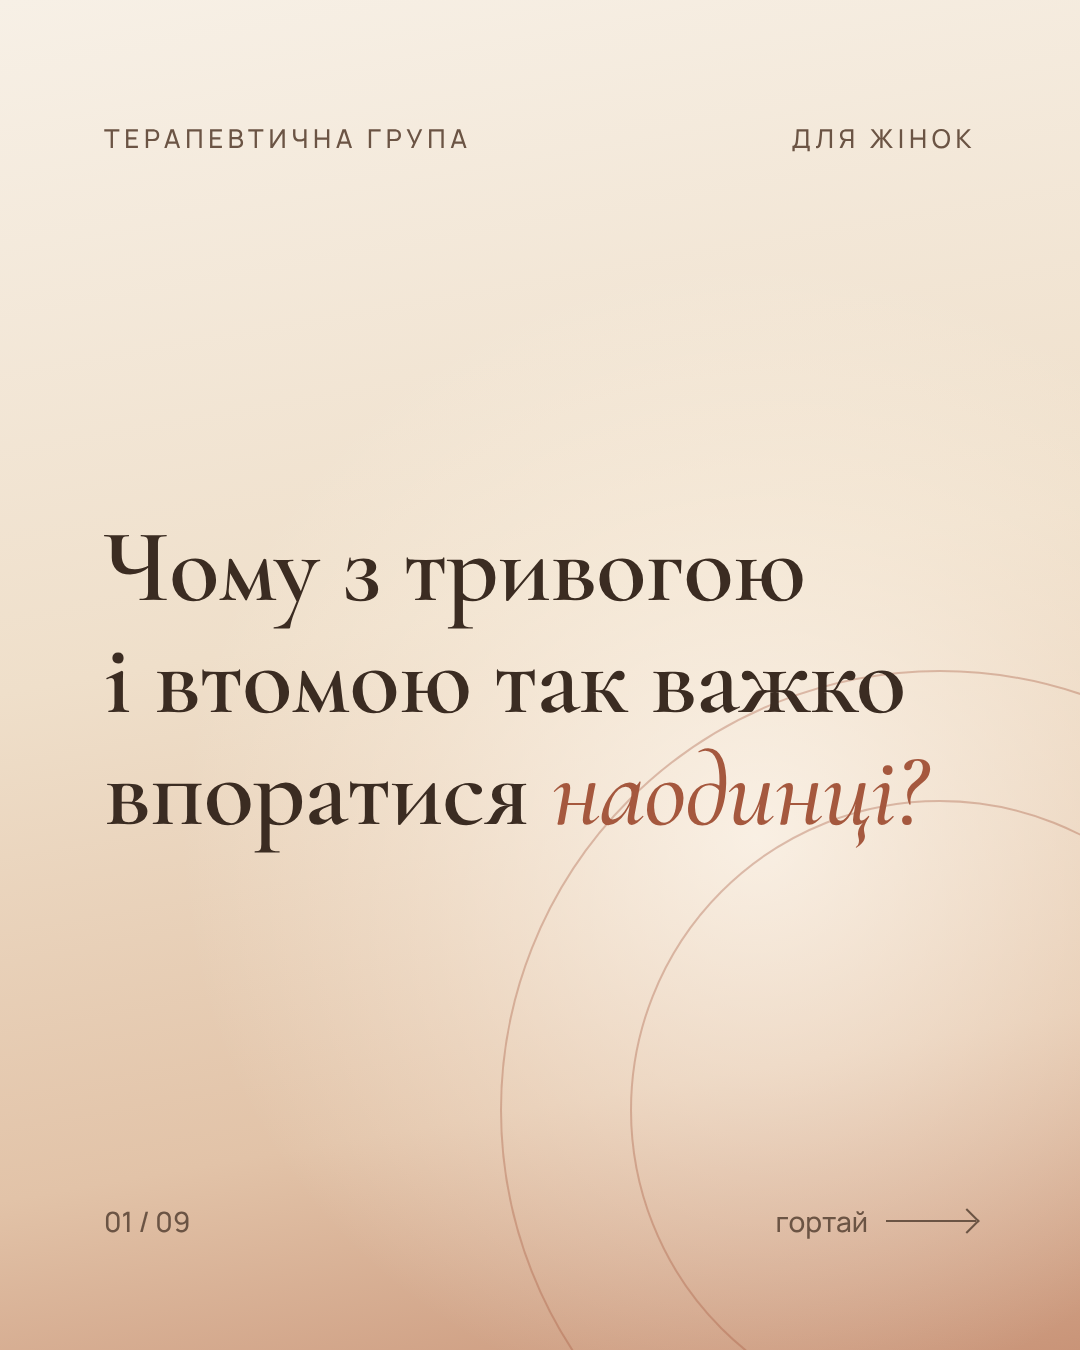 ТЕРАПЕВТИЧНА ГРУПА
ДЛЯ ЖІНОК
Чому з тривогою
і втомою так важко
впоратися наодинці?
01 / 09
гортай